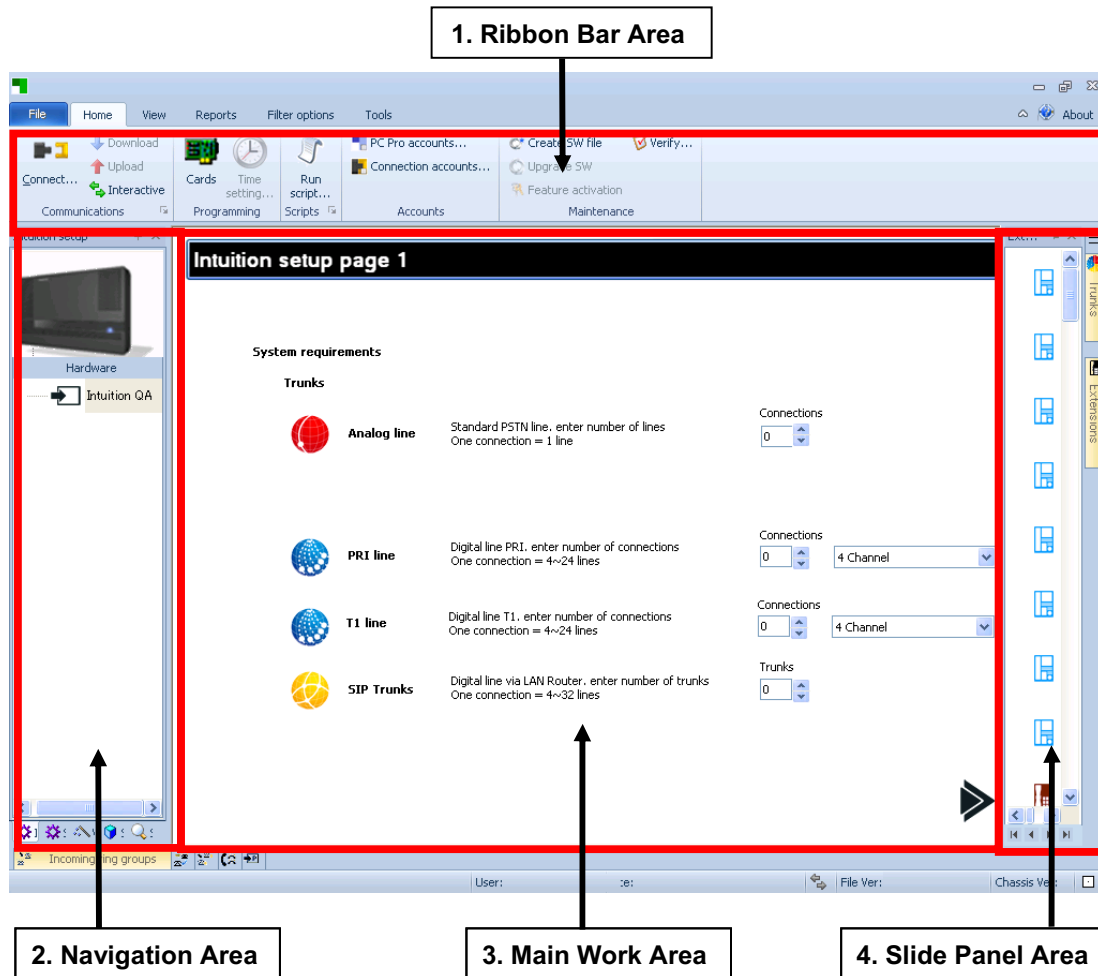 1. Ribbon Bar Area
File Home View Reports Filter options Tools About
Connect... Download Upload Interactive
Communications
Cards Time setting...
Programming
Run script...
Scripts
PC Pro accounts...
Connection accounts...
Accounts
Create SW file Verify...
Upgrade SW
Feature activation
Maintenance
Intuition setup
Hardware
Intuition QA
Intuition setup page 1
System requirements
Trunks
Analog line
Standard PSTN line. enter number of lines
One connection = 1 line
Connections
0
PRI line
Digital line PRI. enter number of connections
One connection = 4~24 lines
Connections
0 4 Channel
T1 line
Digital line T1. enter number of connections
One connection = 4~24 lines
Connections
0 4 Channel
SIP Trunks
Digital line via LAN Router. enter number of trunks
One connection = 4~32 lines
Trunks
0
Ext...
Trunks
Extensions
Incoming ring groups
User: :e: File Ver: Chassis Ver:
2. Navigation Area
3. Main Work Area
4. Slide Panel Area